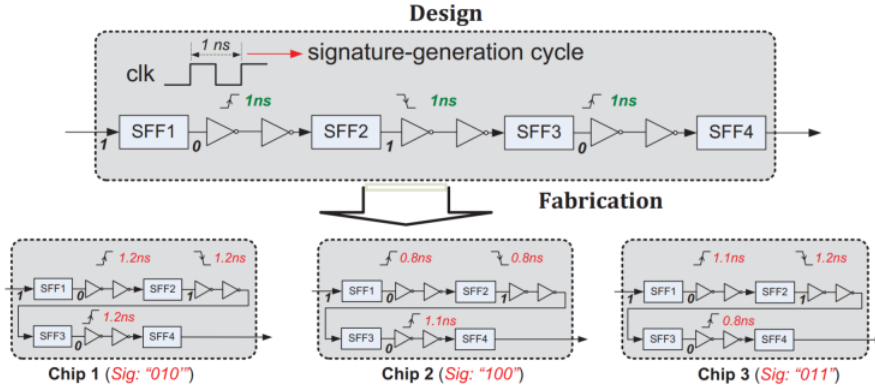 Design
1 ns
signature-generation cycle
clk
1ns 1ns 1ns
1 SFF1 0 SFF2 1 SFF3 0 SFF4
Fabrication
1.2ns 1.2ns
1 SFF1 0 SFF2 1
1.2ns
SFF3 0 SFF4
Chip 1 (Sig: "010'")
0.8ns 0.8ns
1 SFF1 0 SFF2 1
1.1ns
SFF3 0 SFF4
Chip 2 (Sig: "100")
1.1ns 1.2ns
1 SFF1 0 SFF2 1
0.8ns
SFF3 0 SFF4
Chip 3 (Sig: "011")